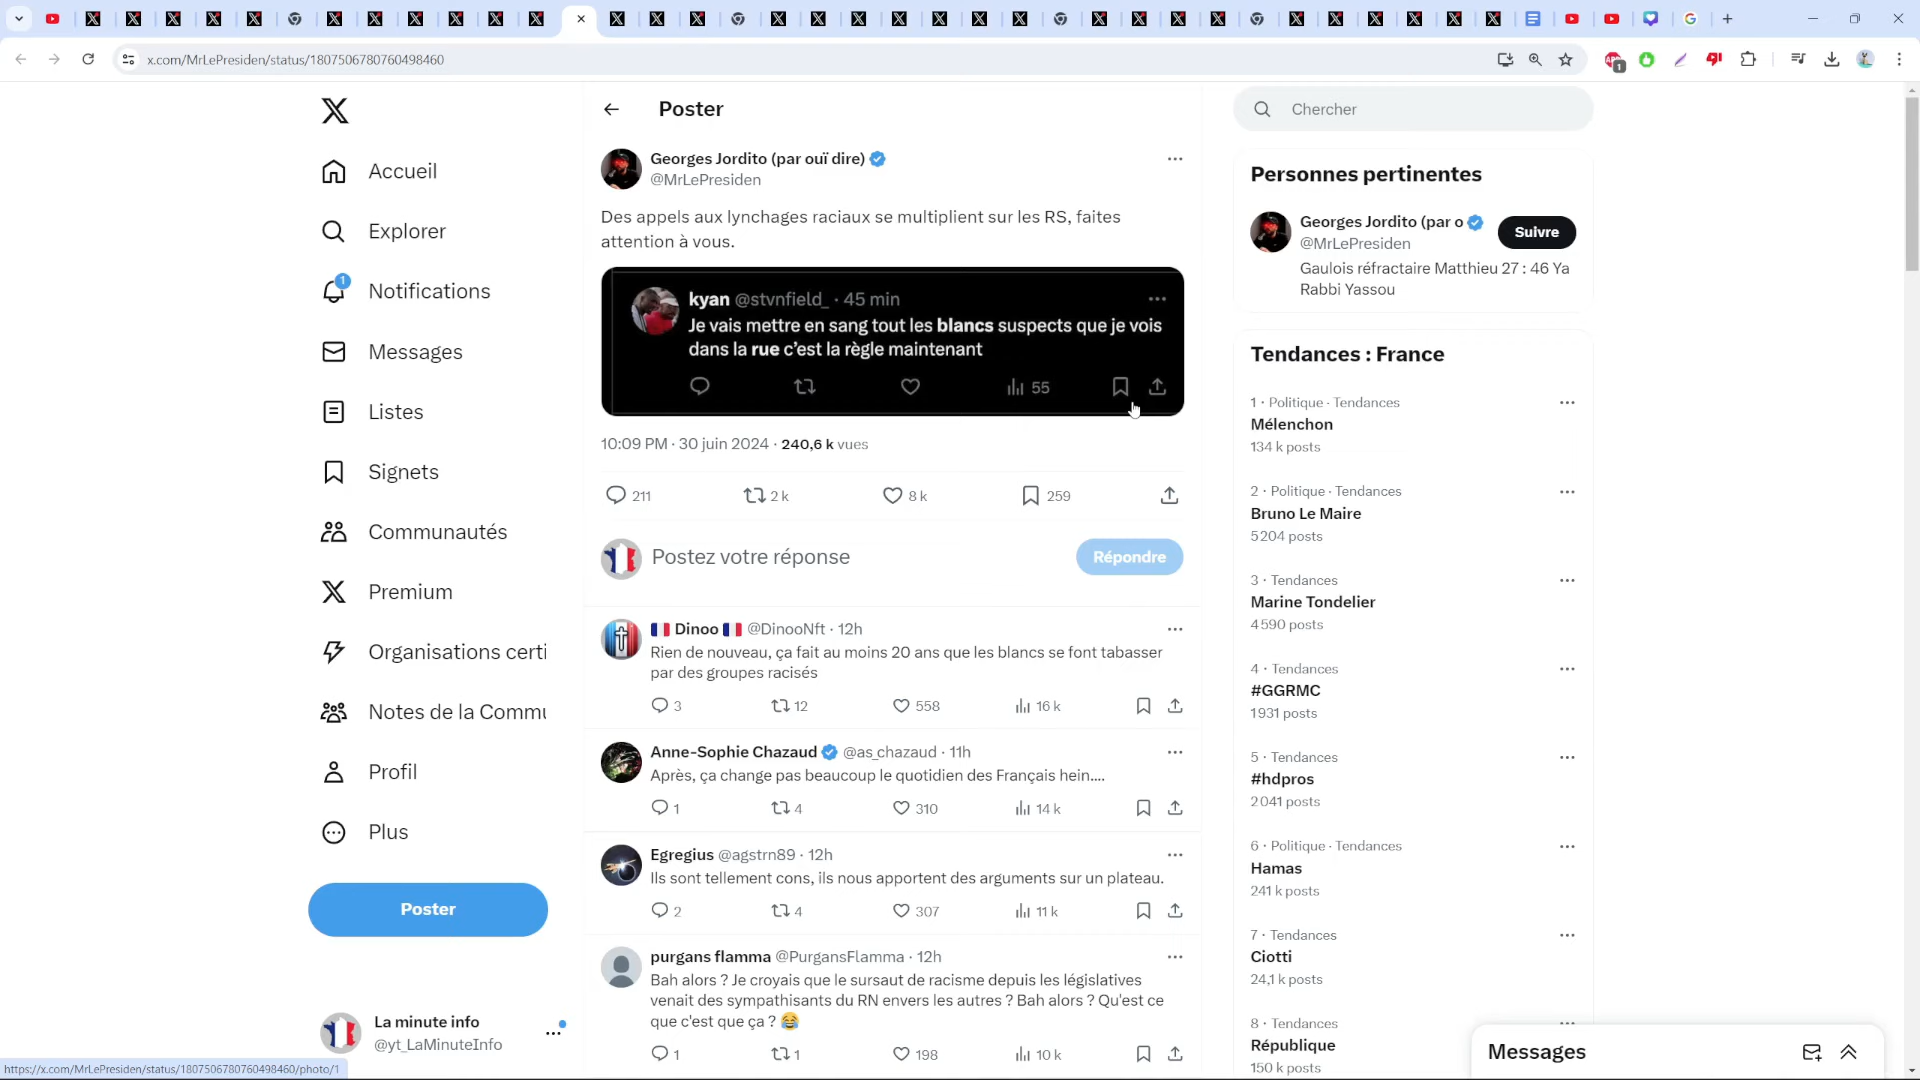 x.com/MrLePresiden/status/1807506780760498460
1
Accueil
Explorer
1
Notifications
Messages
Listes
Signets
Communautés
Premium
Organisations certi
Notes de la Commu
Profil
Plus
Poster
La minute info
@yt_LaMinuteInfo
Poster
Georges Jordito (par ouï dire)
@MrLePresiden
Des appels aux lynchages raciaux se multiplient sur les RS, faites
attention à vous.
kyan @stvnfield_ · 45 min
Je vais mettre en sang tout les blancs suspects que je vois
dans la rue c'est la règle maintenant
55
10:09 PM · 30 juin 2024 · 240,6 k vues
211 2 k 8 k 259
Postez votre réponse
Répondre
Dinoo @DinooNft · 12h
Rien de nouveau, ça fait au moins 20 ans que les blancs se font tabasser
par des groupes racisés
3 12 558 16 k
Anne-Sophie Chazaud @as_chazaud · 11h
Après, ça change pas beaucoup le quotidien des Français hein....
1 4 310 14 k
Egregius @agstrn89 · 12h
Ils sont tellement cons, ils nous apportent des arguments sur un plateau.
2 4 307 11 k
purgans flamma @PurgansFlamma · 12h
Bah alors ? Je croyais que le sursaut de racisme depuis les législatives
venait des sympathisants du RN envers les autres ? Bah alors ? Qu'est ce
que c'est que ça ? 😂
1 1 198 10 k
Chercher
Personnes pertinentes
Georges Jordito (par o
@MrLePresiden
Suivre
Gaulois réfractaire Matthieu 27 : 46 Ya
Rabbi Yassou
Tendances : France
1 · Politique · Tendances
Mélenchon
134 k posts
2 · Politique · Tendances
Bruno Le Maire
5 204 posts
3 · Tendances
Marine Tondelier
4 590 posts
4 · Tendances
#GGRMC
1 931 posts
5 · Tendances
#hdpros
2 041 posts
6 · Politique · Tendances
Hamas
241 k posts
7 · Tendances
Ciotti
24,1 k posts
8 · Tendances
République
150 k posts
Messages
https://x.com/MrLePresiden/status/1807506780760498460/photo/1